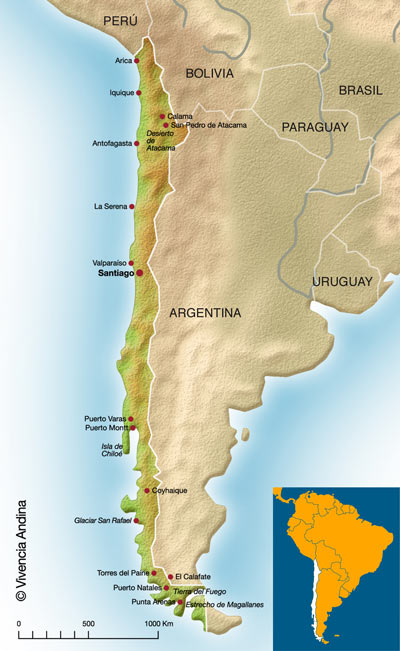 PERÚ
Arica
BOLIVIA
Iquique
BRASIL
Calama
San Pedro de Atacama
PARAGUAY
Desierto
de
Atacama
Antofagasta
La Serena
Valparaíso
Santiago
URUGUAY
ARGENTINA
Puerto Varas
Puerto Montt
Isla de
Chiloé
Coyhaique
Glaciar San Rafael
Torres del Paine
El Calafate
Puerto Natales
Tierra del Fuego
Punta Arenas
Estrecho de Magallanes
© Vivencia Andina
0 500 1000 Km